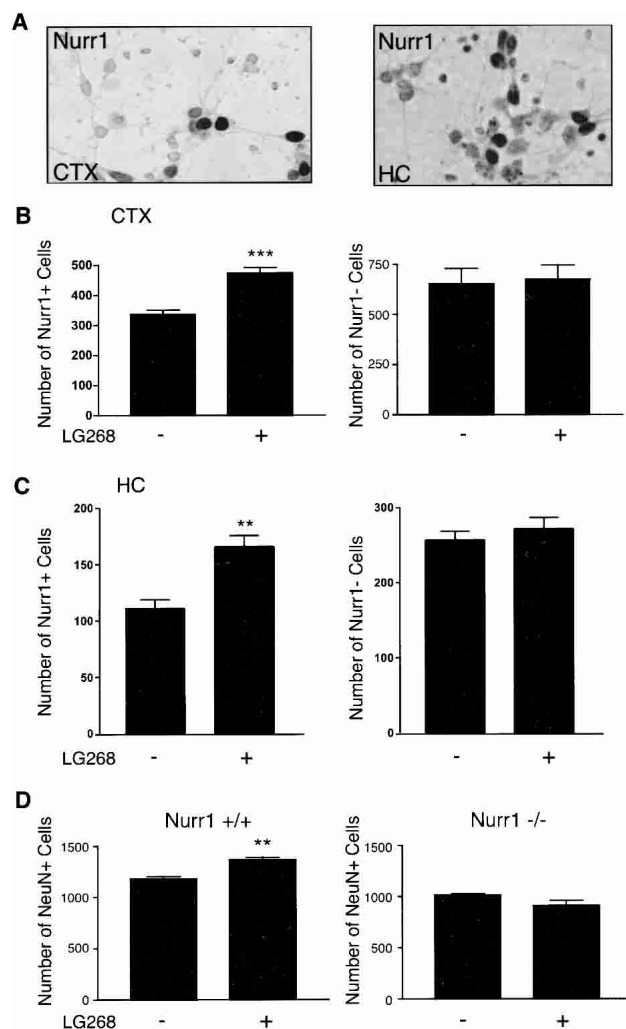 A
Nurr1
CTX
Nurr1
HC
B CTX
Number of Nurr1+ Cells
500
400
300
200
100
0
***
LG268 - +
Number of Nurr1- Cells
750
500
250
0
- +
C HC
Number of Nurr1+ Cells
200
150
100
50
0
**
LG268 - +
Number of Nurr1- Cells
300
200
100
0
- +
D
Nurr1 +/+
Number of NeuN+ Cells
1500
1000
500
0
**
LG268 - +
Nurr1 -/-
Number of NeuN+ Cells
1500
1000
500
0
- +